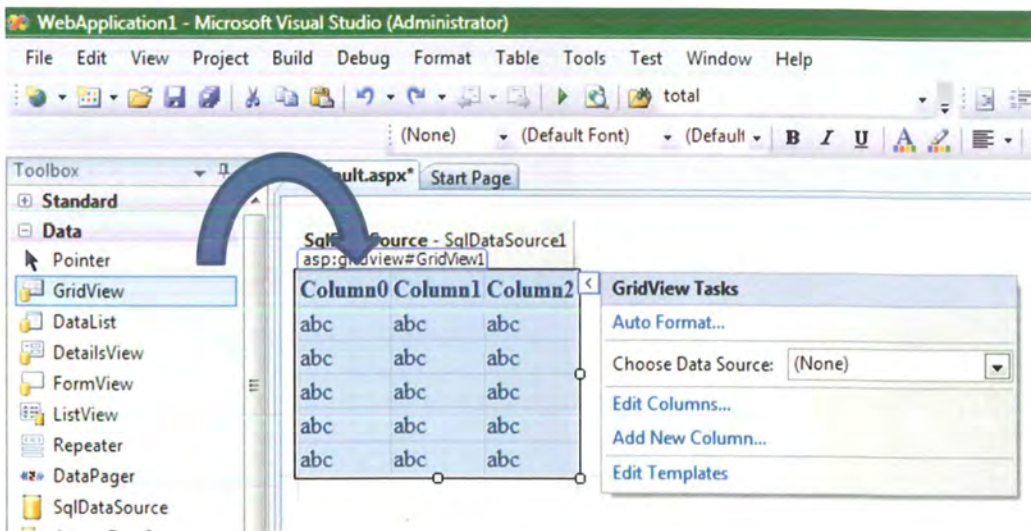 WebApplication1 - Microsoft Visual Studio (Administrator)
File Edit View Project Build Debug Format Table Tools Test Window Help
total
(None) (Default Font) (Default B I U A
Toolbox
ult.aspx* Start Page
Standard
Data
Pointer
GridView
DataList
DetailsView
FormView
ListView
Repeater
DataPager
SqlDataSource
Sql ource - SqlDataSource1
asp:gridview#GridView1
Column0 Column1 Column2
abc abc abc
abc abc abc
abc abc abc
abc abc abc
abc abc abc
GridView Tasks
Auto Format...
Choose Data Source: (None)
Edit Columns...
Add New Column...
Edit Templates